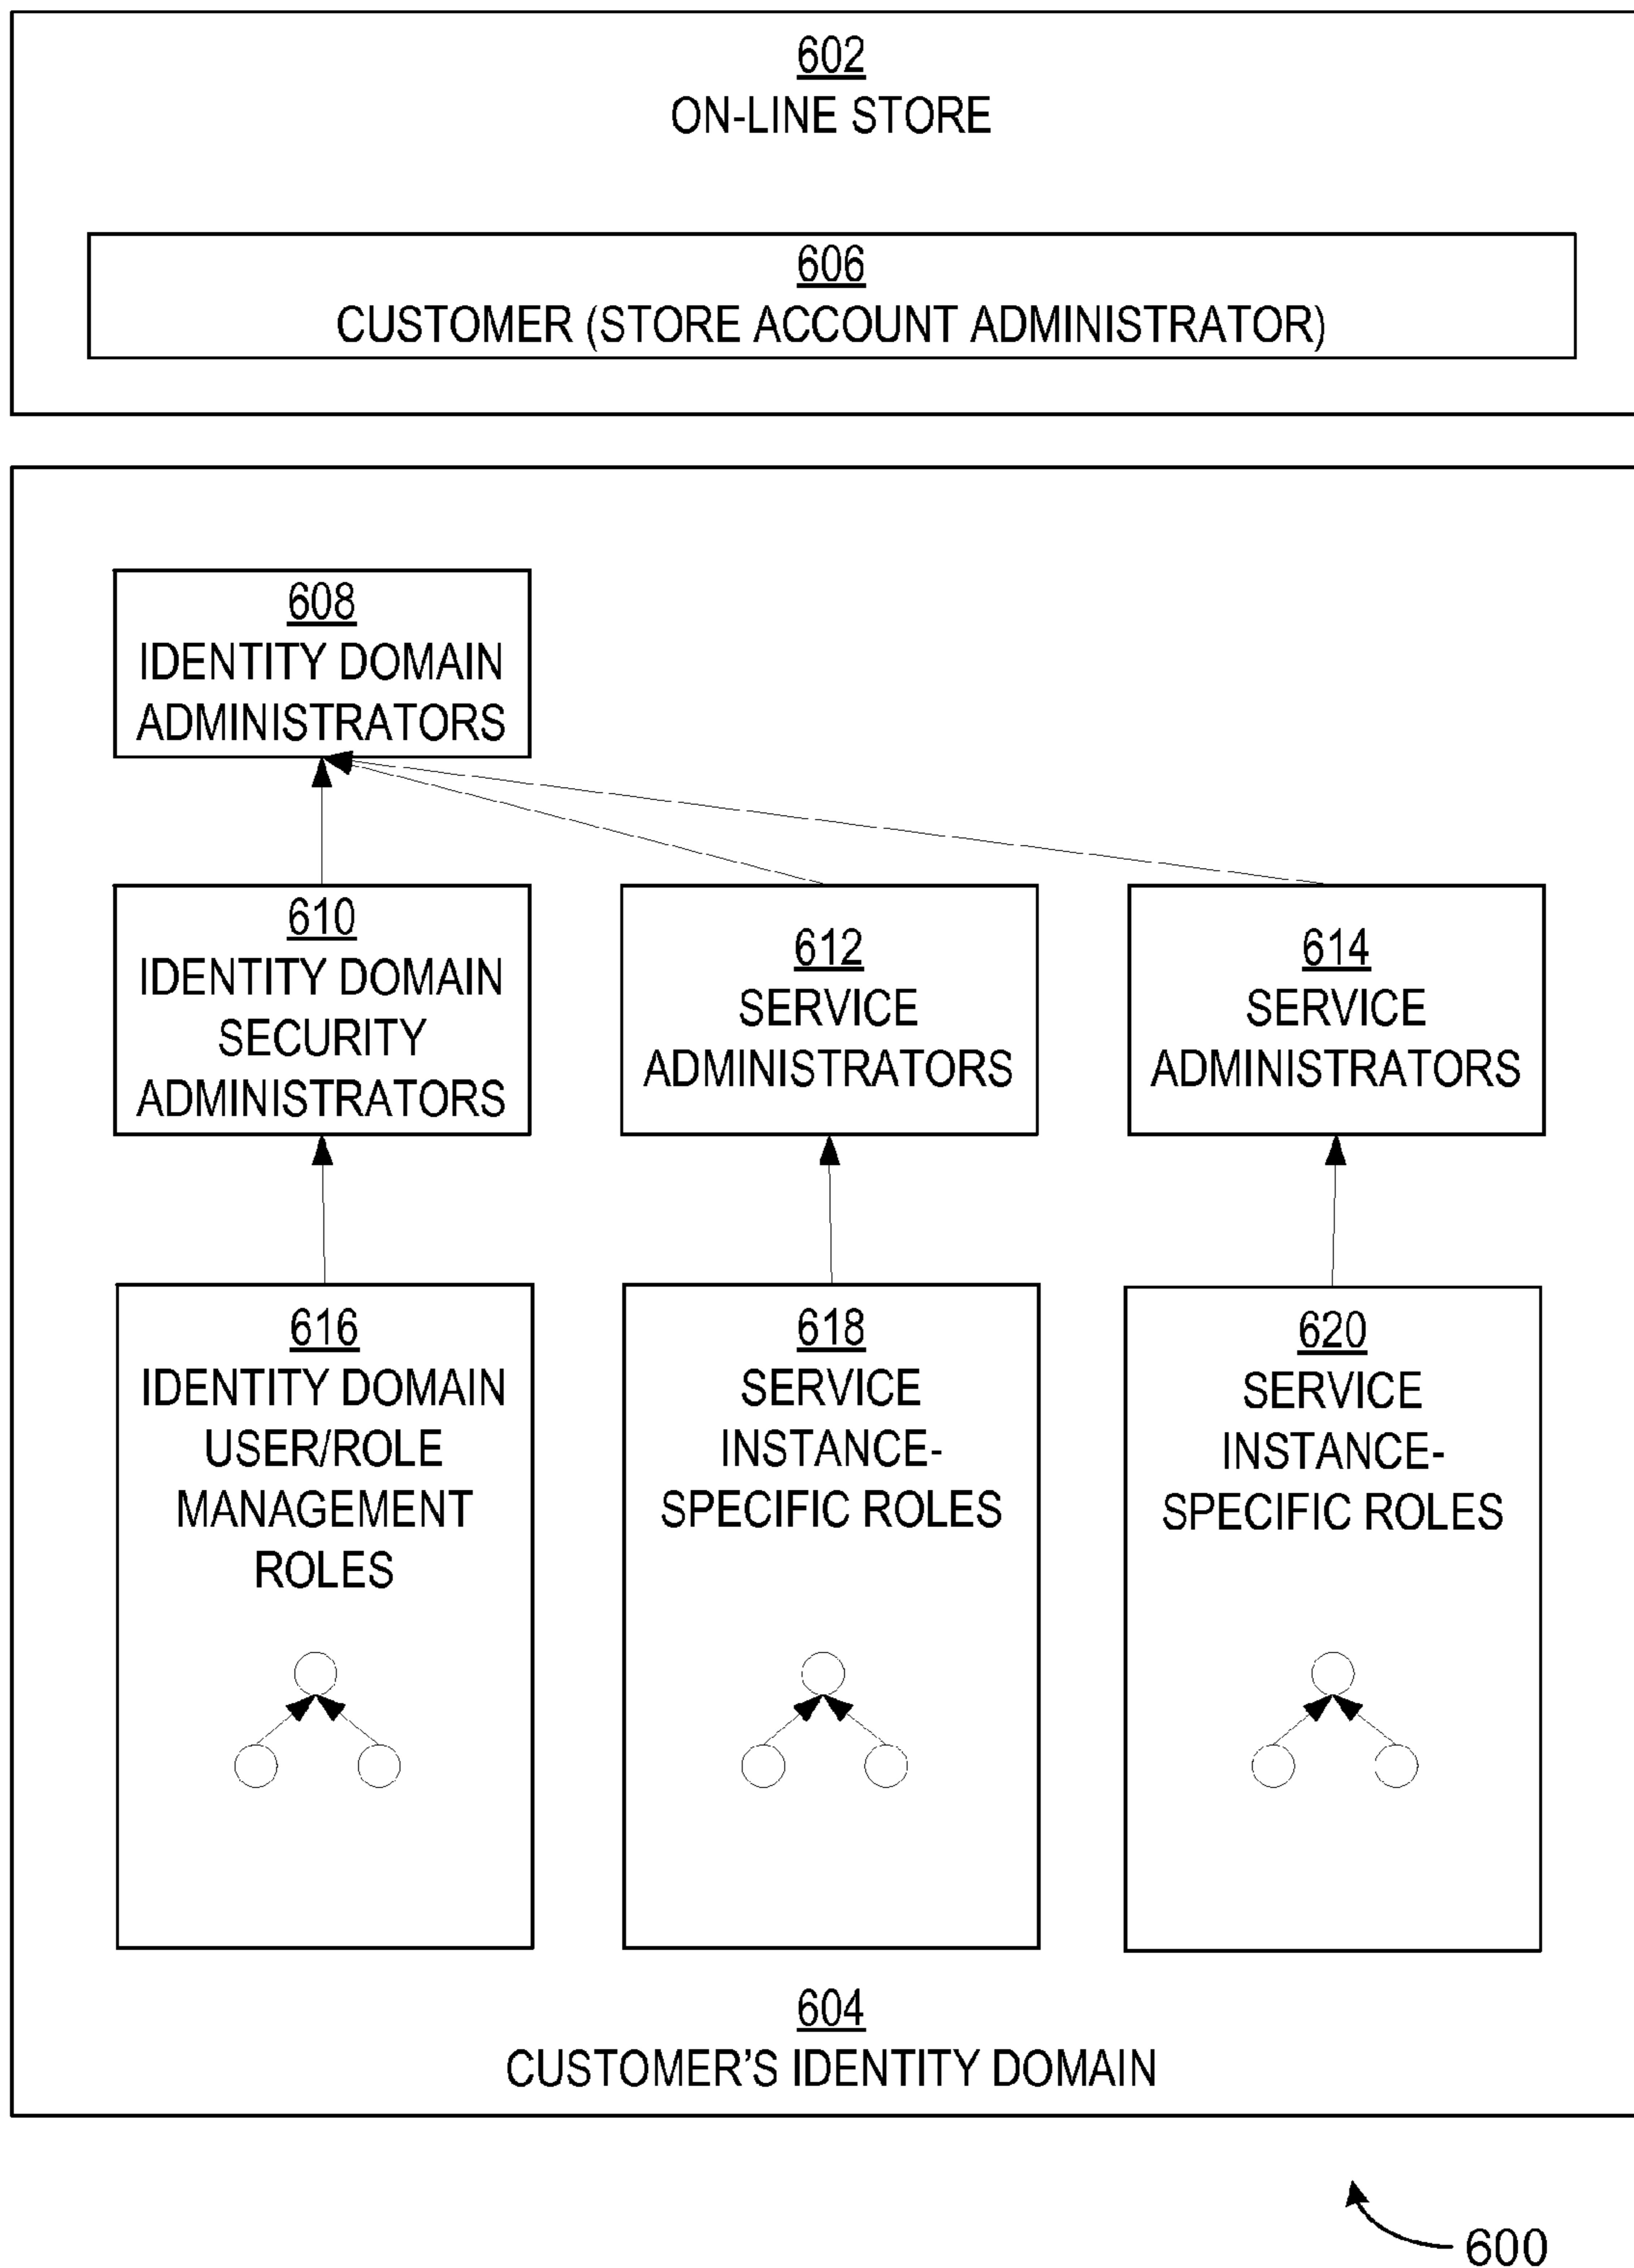 602
ON-LINE STORE
606
CUSTOMER (STORE ACCOUNT ADMINISTRATOR)
608
IDENTITY DOMAIN
ADMINISTRATORS
610
IDENTITY DOMAIN
SECURITY
ADMINISTRATORS
612
SERVICE
ADMINISTRATORS
614
SERVICE
ADMINISTRATORS
616
IDENTITY DOMAIN
USER/ROLE
MANAGEMENT
ROLES
618
SERVICE
INSTANCE-
SPECIFIC ROLES
620
SERVICE
INSTANCE-
SPECIFIC ROLES
604
CUSTOMER’S IDENTITY DOMAIN
600